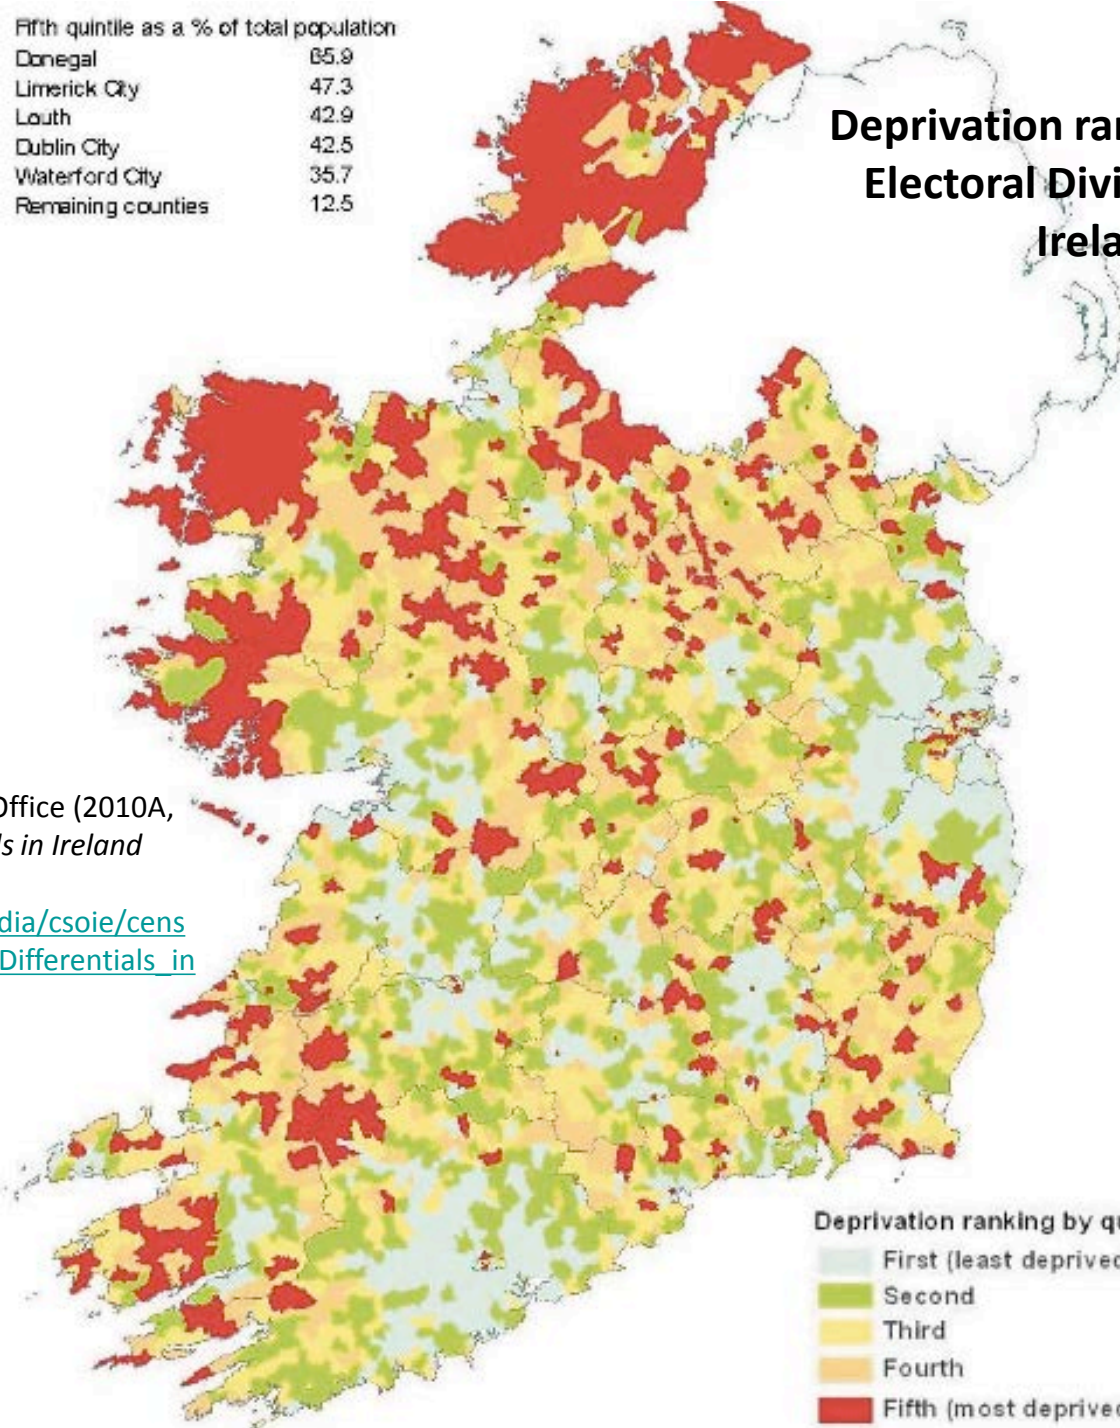 Fifth quintile as a % of total population
Donegal 65.9
Limerick City 47.3
Louth 42.9
Dublin City 42.5
Waterford City 35.7
Remaining counties 12.5
Deprivation ran
Electoral Divi
Irela
Office (2010A,
ls in Ireland
dia/csoie/cens
Differentials_in
Deprivation ranking by qu
First (least deprived
Second
Third
Fourth
Fifth (most deprived